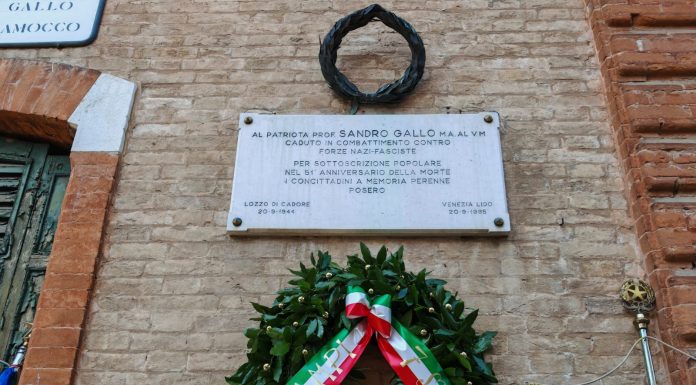 GALLO
AMOCCO
AL PATRIOTA PROF. SANDRO GALLO M.A. AL V.M.
CADUTO IN COMBATTIMENTO CONTRO
FORZE NAZI-FASCISTE
PER SOTTOSCRIZIONE POPOLARE
NEL 51° ANNIVERSARIO DELLA MORTE
I CONCITTADINI A MEMORIA PERENNE
POSERO
LOZZO DI CADORE VENEZIA LIDO
20-9-1944 20-9-1995